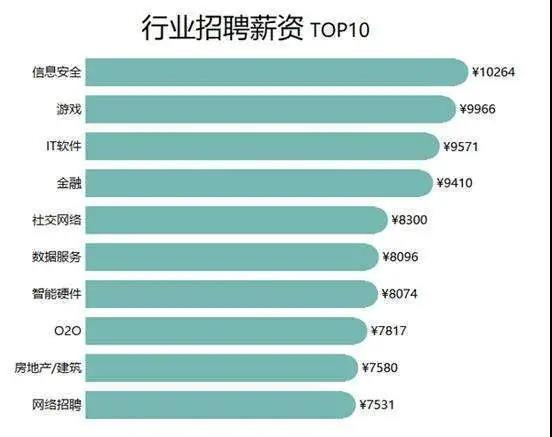 行业招聘薪资 TOP10
信息安全 ¥10264
游戏 ¥9966
IT软件 ¥9571
金融 ¥9410
社交网络 ¥8300
数据服务 ¥8096
智能硬件 ¥8074
O2O ¥7817
房地产/建筑 ¥7580
网络招聘 ¥7531